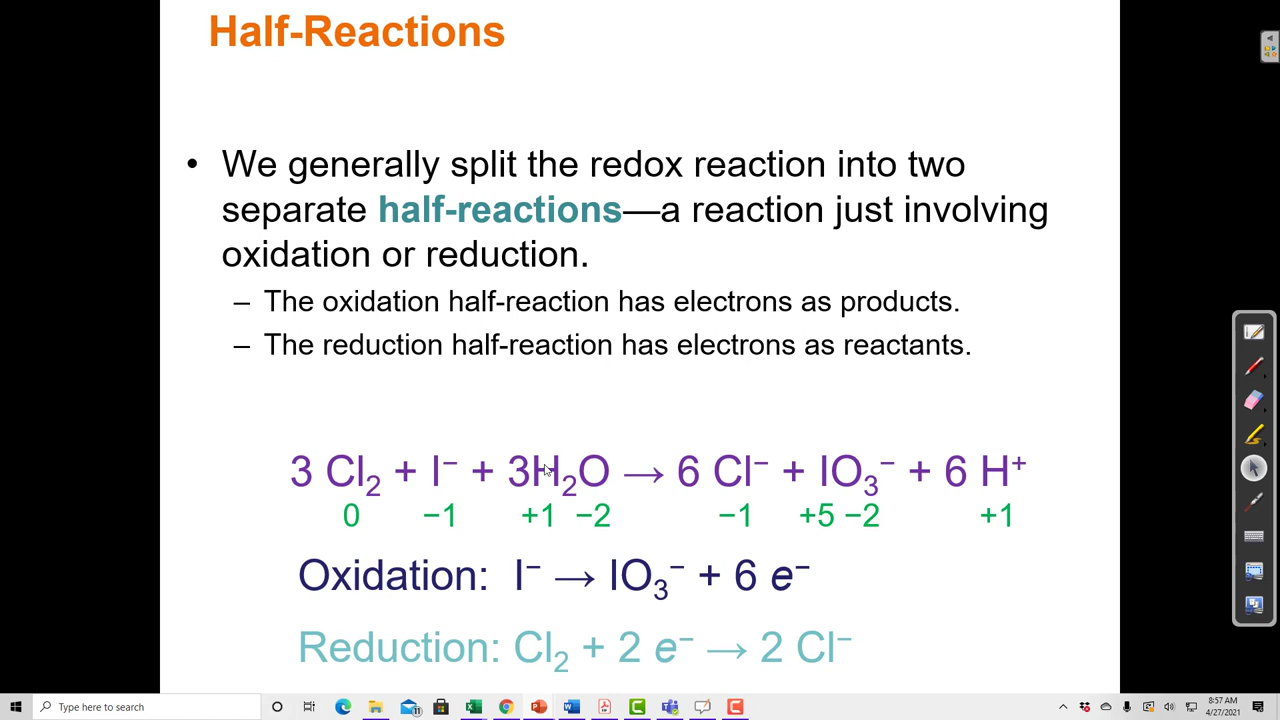 Half-Reactions
• We generally split the redox reaction into two
separate half-reactions—a reaction just involving
oxidation or reduction.
– The oxidation half-reaction has electrons as products.
– The reduction half-reaction has electrons as reactants.
3 Cl₂ + I⁻ + 3H₂O → 6 Cl⁻ + IO₃⁻ + 6 H⁺
0 −1 +1 −2 −1 +5 −2 +1
Oxidation: I⁻ → IO₃⁻ + 6 e⁻
Reduction: Cl₂ + 2 e⁻ → 2 Cl⁻
Type here to search
8:57 AM
4/27/2021